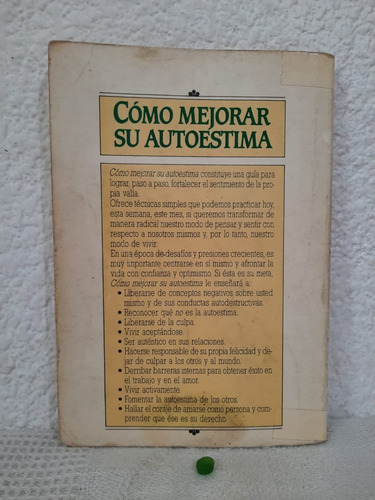 CÓMO MEJORAR
SU AUTOESTIMA
Cómo mejorar su autoestima constituye una guía para
lograr, paso a paso, fortalecer el sentimiento de la pro-
pia valía.
Ofrece técnicas simples que podemos practicar hoy,
esta semana, este mes, si queremos transformar de
manera radical nuestro modo de pensar y sentir con
respecto a nosotros mismos y, por lo tanto, nuestro
modo de vivir.
En una época de desafíos y presiones crecientes, es
muy importante centrarse en sí mismo y afrontar la
vida con confianza y optimismo. Si ésta es su meta,
Cómo mejorar su autoestima le enseñará a:
• Liberarse de conceptos negativos sobre usted
mismo y de sus conductas autodestructivas.
• Reconocer qué no es la autoestima.
• Liberarse de la culpa.
• Vivir aceptándose.
• Ser auténtico en sus relaciones.
• Hacerse responsable de su propia felicidad y de-
jar de culpar a los otros y al mundo.
• Derribar barreras internas para obtener éxito en
el trabajo y en el amor.
• Vivir activamente.
• Fomentar la autoestima de los otros.
• Hallar el coraje de amarse como persona y com-
prender que ése es su derecho.